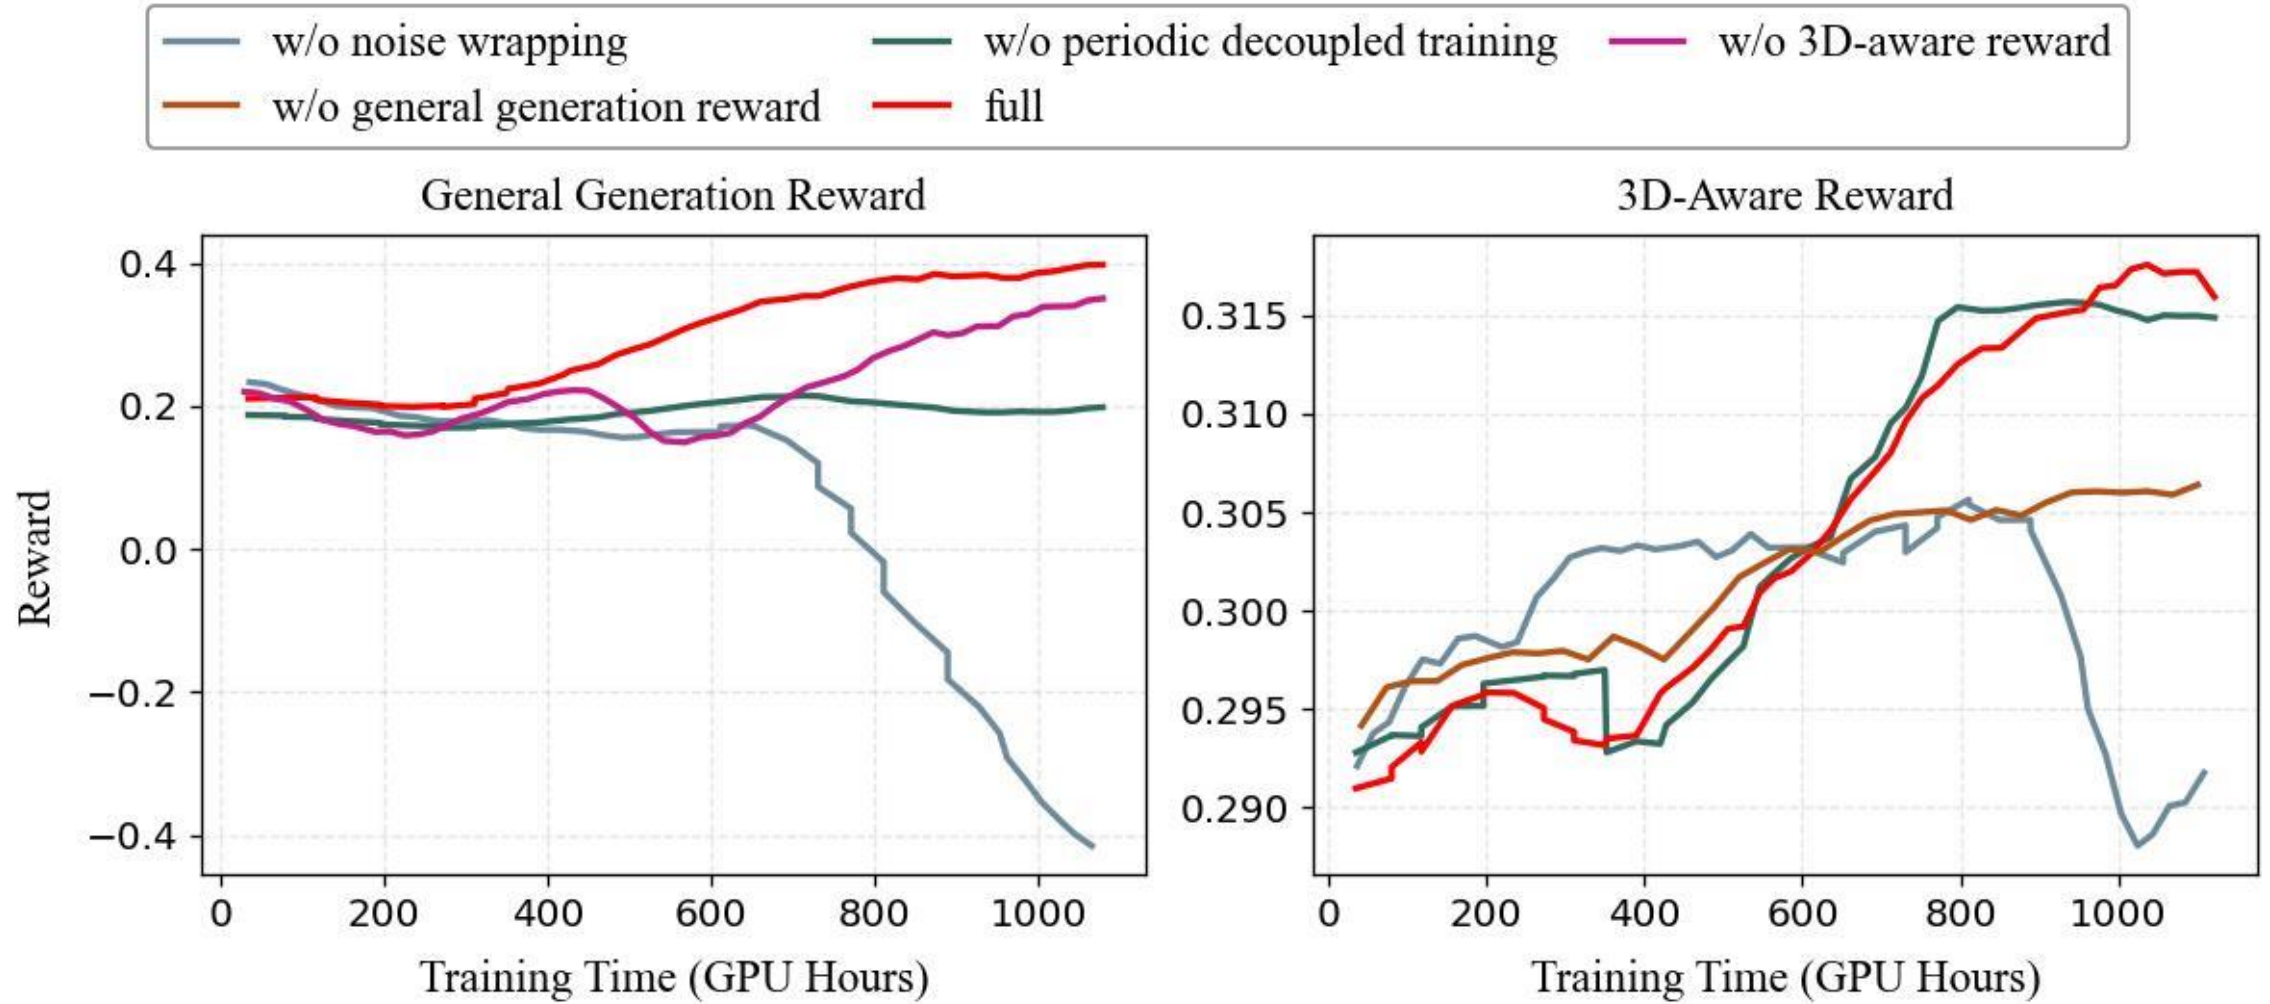 w/o noise wrapping
w/o periodic decoupled training
w/o 3D-aware reward
w/o general generation reward
full
General Generation Reward
3D-Aware Reward
Reward
0.4
0.2
0.0
−0.2
−0.4
0 200 400 600 800 1000
Training Time (GPU Hours)
0.315
0.310
0.305
0.300
0.295
0.290
0 200 400 600 800 1000
Training Time (GPU Hours)